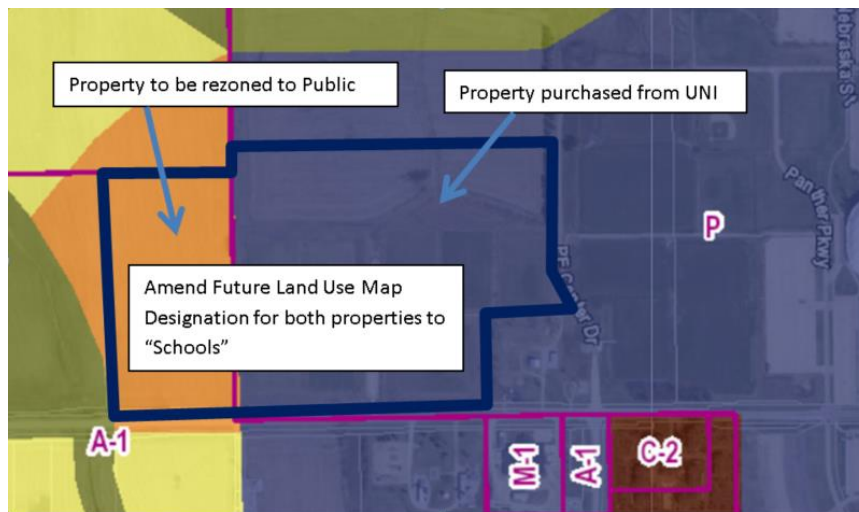 Nebraska St
Property to be rezoned to Public
Property purchased from UNI
Panther Pkwy
P
Amend Future Land Use Map
Designation for both properties to
“Schools”
PE Center Dr
A-1
M-1
A-1
C-2